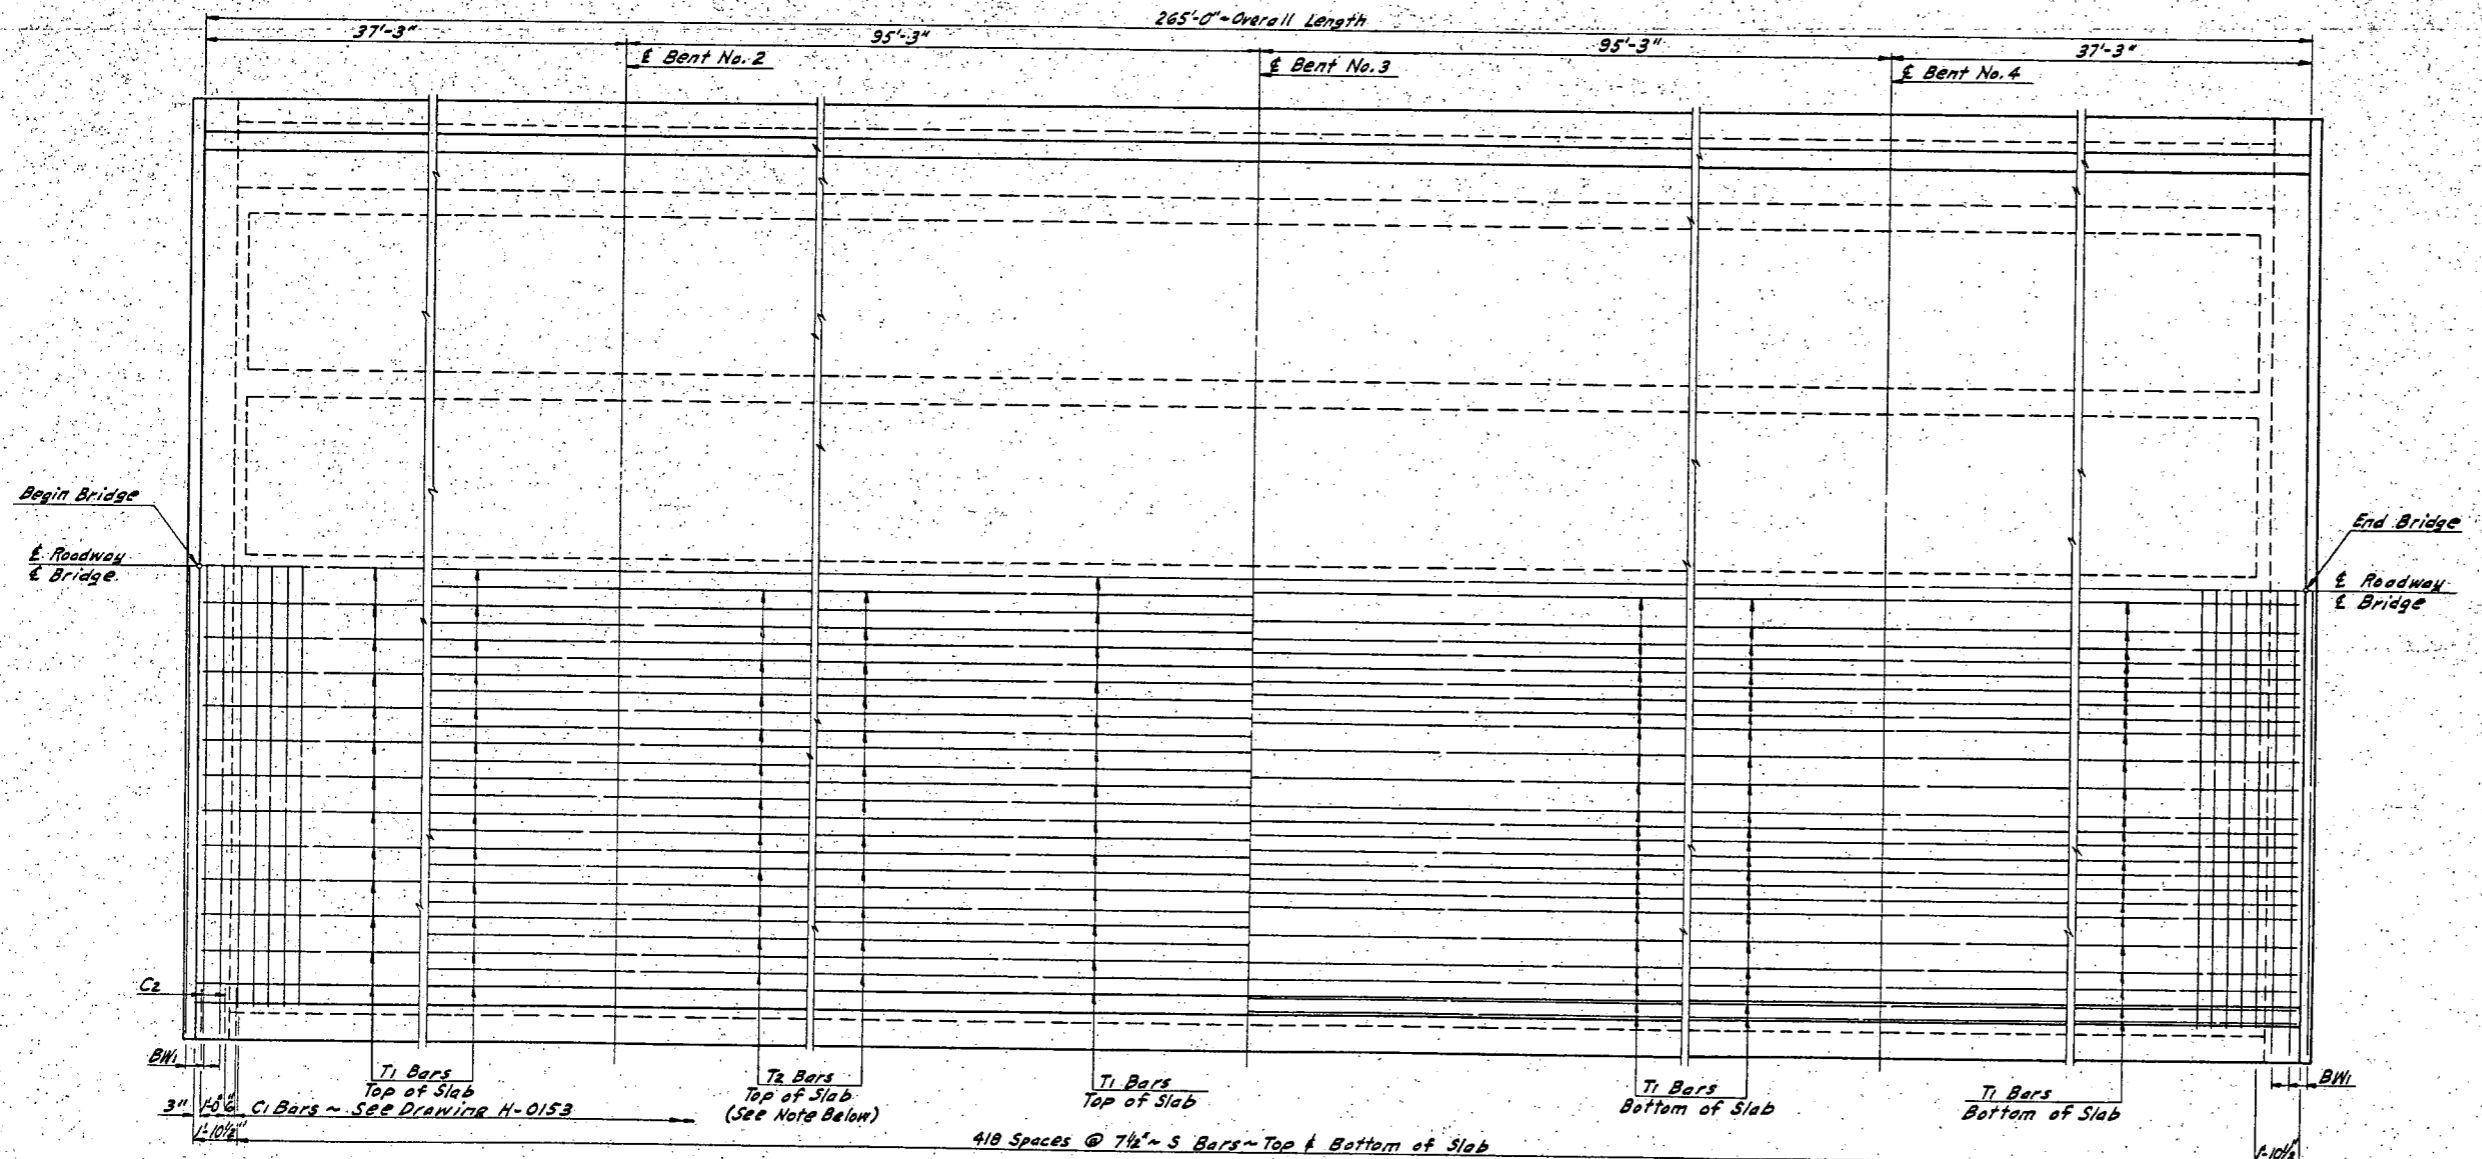 265'-0" ~ Overall Length
37'-3"
95'-3"
95'-3"
37'-3"
℄ Bent No. 2
℄ Bent No. 3
℄ Bent No. 4
Begin Bridge
℄ Roadway
℄ Bridge
End Bridge
℄ Roadway
℄ Bridge
C2
BW1
T1 Bars
Top of Slab
T2 Bars
Top of Slab
(See Note Below)
T1 Bars
Top of Slab
T1 Bars
Bottom of Slab
T1 Bars
Bottom of Slab
BW1
3"
1'-0"
6"
C1 Bars ~ See Drawing H-0153
1'-10½"
418 Spaces @ 7½" ~ S Bars ~ Top & Bottom of Slab
1'-10½"